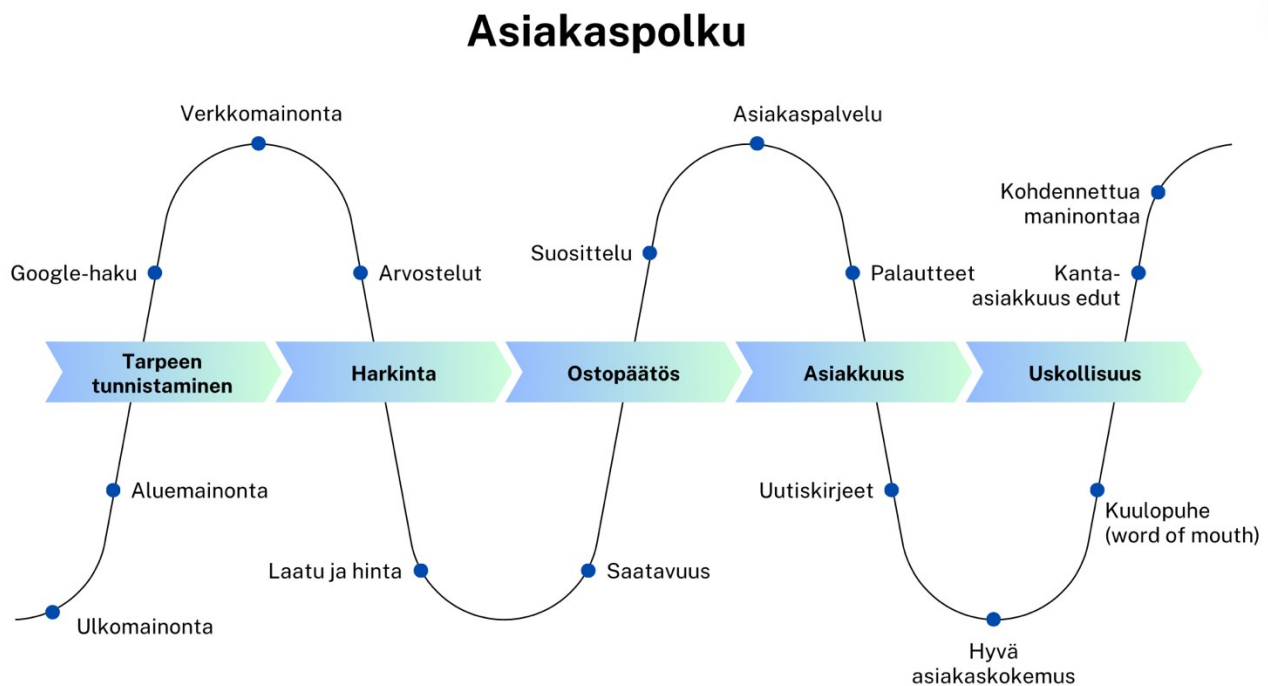 Asiakaspolku
Verkkomainonta
Asiakaspalvelu
Kohdennettua
maninontaa
Suosittelu
Google-haku
Arvostelut
Palautteet
Kanta-
asiakkuus edut
Tarpeen
tunnistaminen
Harkinta
Ostopäätös
Asiakkuus
Uskollisuus
Aluemainonta
Uutiskirjeet
Kuulopuhe
(word of mouth)
Laatu ja hinta
Saatavuus
Ulkomainonta
Hyvä
asiakaskokemus